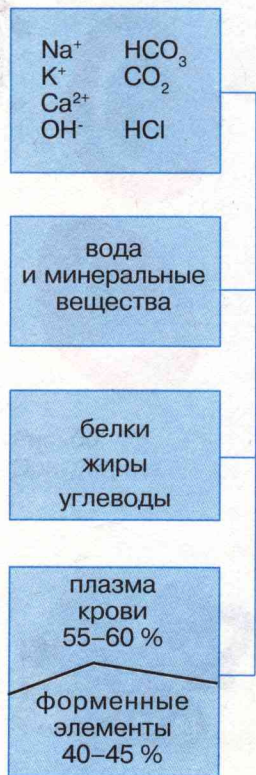 Na⁺ HCO₃
K⁺ CO₂
Ca²⁺
OH⁻ HCl
вода
и минеральные
вещества
белки
жиры
углеводы
плазма
крови
55–60 %
форменные
элементы
40–45 %